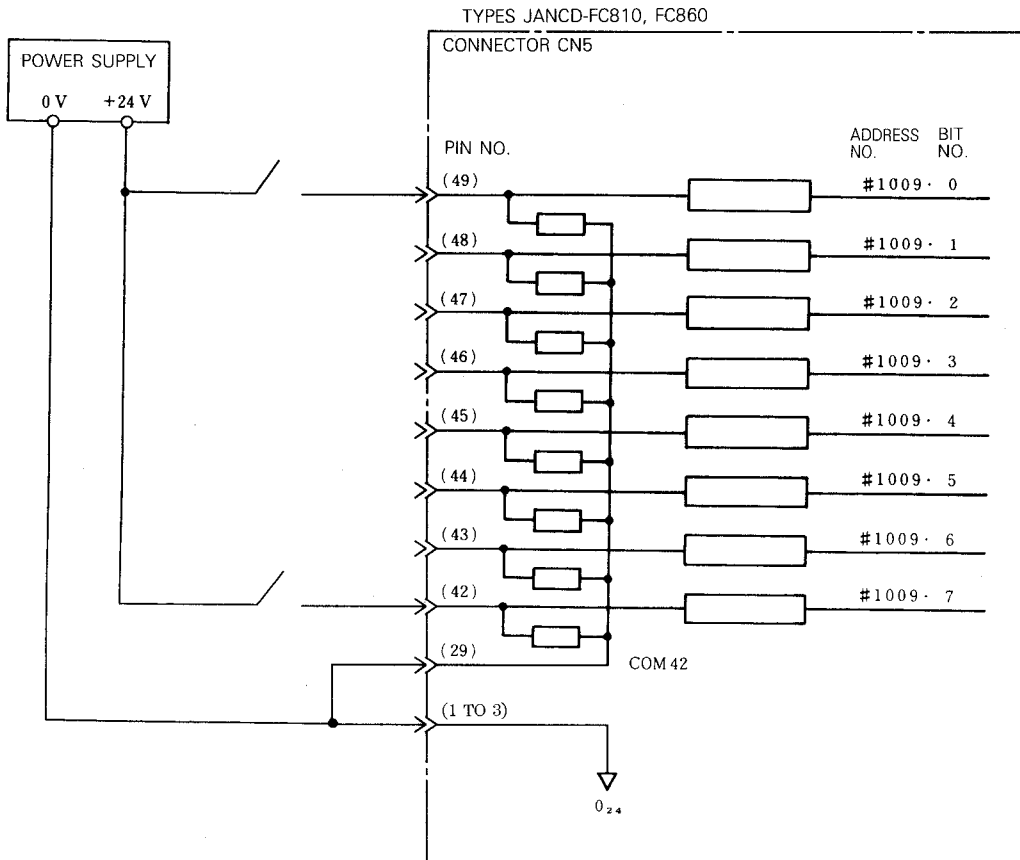 TYPES JANCD-FC810, FC860
CONNECTOR CN5
POWER SUPPLY
0 V +24 V
PIN NO.
ADDRESS NO. BIT NO.
(49) #1009· 0
(48) #1009· 1
(47) #1009· 2
(46) #1009· 3
(45) #1009· 4
(44) #1009· 5
(43) #1009· 6
(42) #1009· 7
(29) COM 42
(1 TO 3)
0₂₄